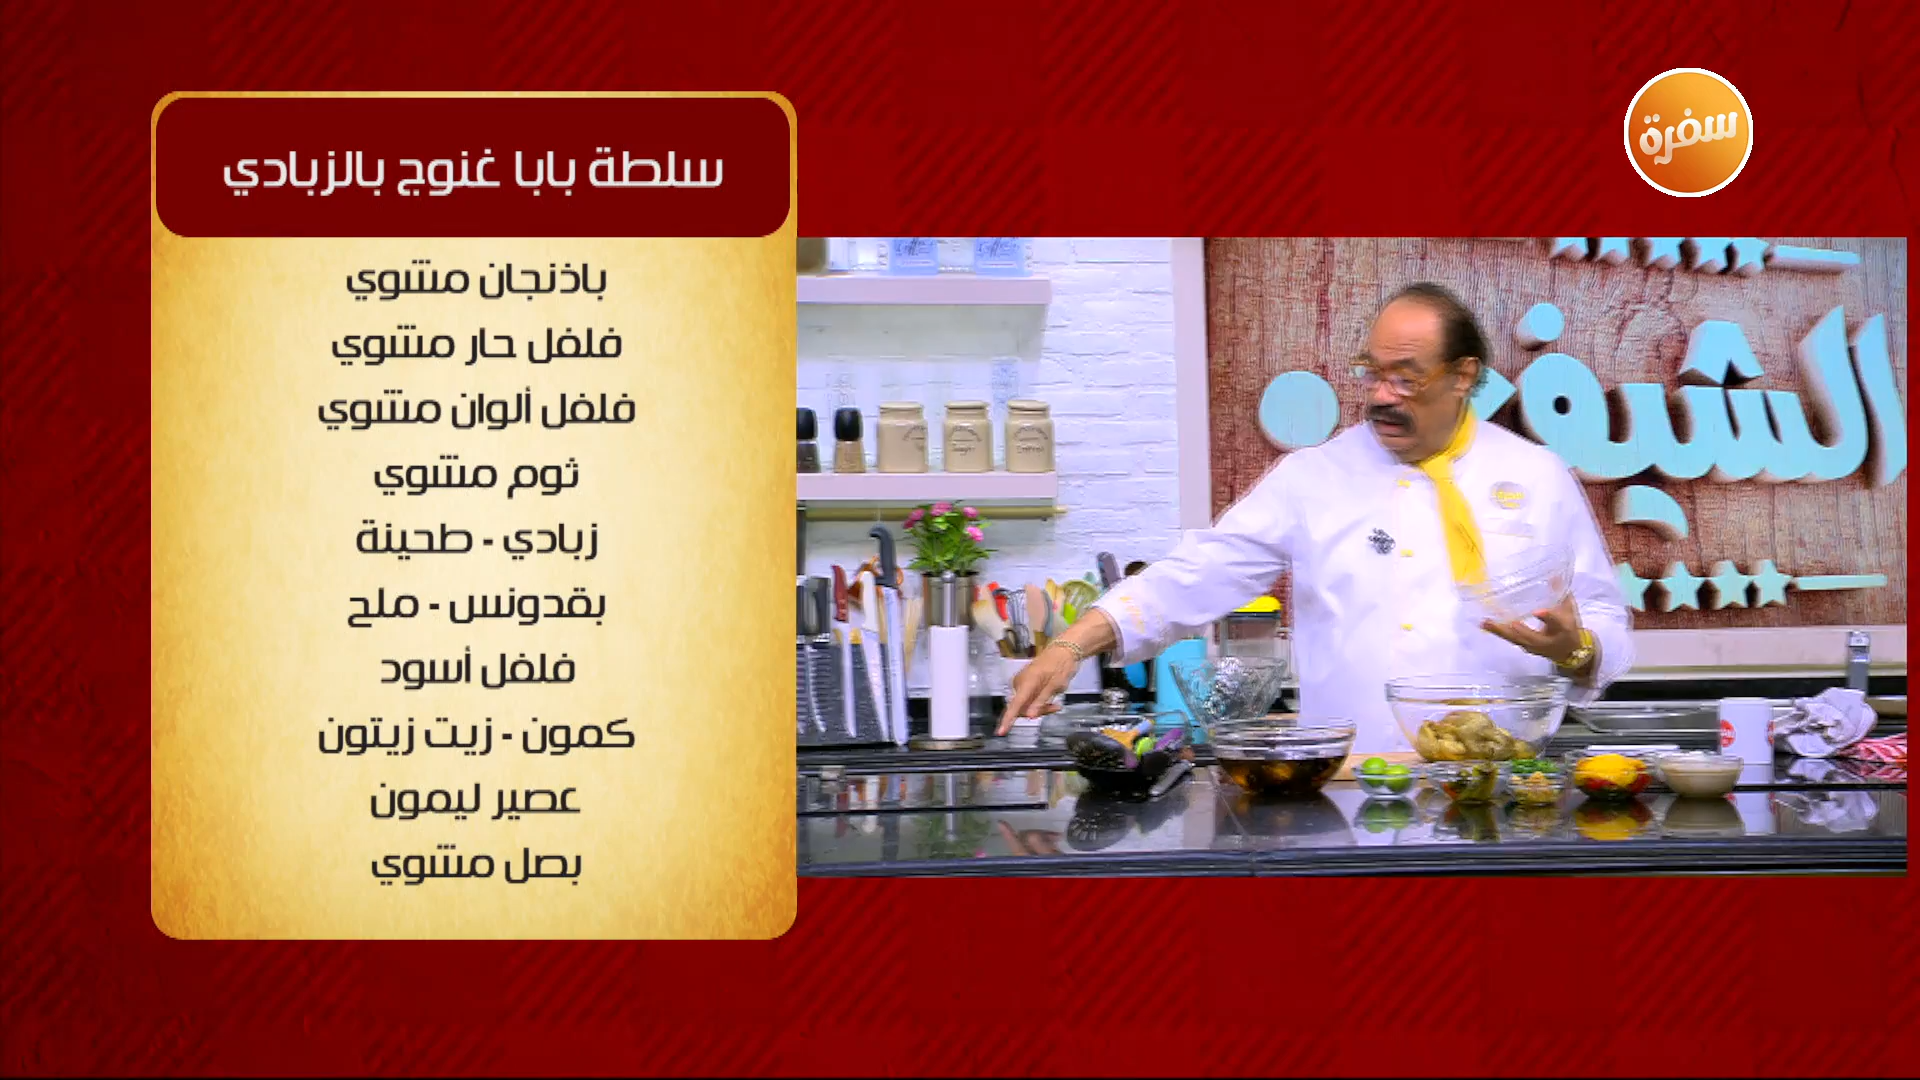 سفرة
سلطة بابا غنوج بالزبادي
باذنجان مشوي
فلفل حار مشوي
فلفل ألوان مشوي
ثوم مشوي
زبادي - طحينة
بقدونس - ملح
فلفل أسود
كمون - زيت زيتون
عصير ليمون
بصل مشوي
الشيف